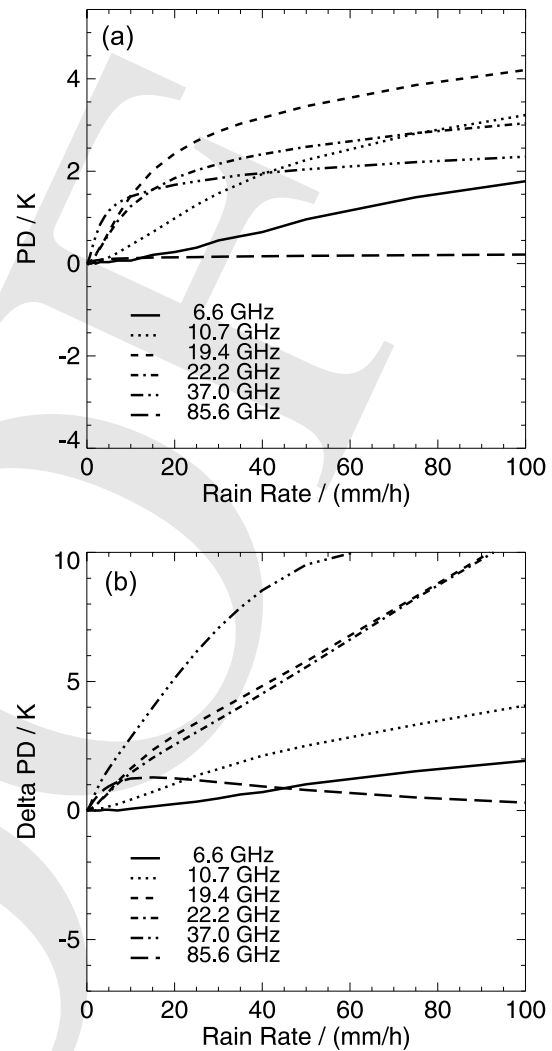 (a)
4
2
0
-2
-4
PD / K
6.6 GHz
10.7 GHz
19.4 GHz
22.2 GHz
37.0 GHz
85.6 GHz
0 20 40 60 80 100
Rain Rate / (mm/h)
(b)
10
5
0
-5
Delta PD / K
6.6 GHz
10.7 GHz
19.4 GHz
22.2 GHz
37.0 GHz
85.6 GHz
0 20 40 60 80 100
Rain Rate / (mm/h)